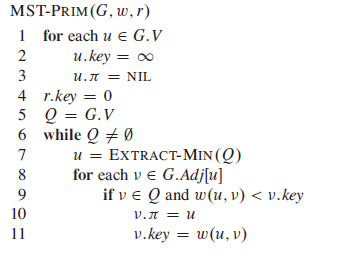 MST-PRIM(G, w, r)
1 for each u ∈ G.V
2 u.key = ∞
3 u.π = NIL
4 r.key = 0
5 Q = G.V
6 while Q ≠ Ø
7 u = EXTRACT-MIN(Q)
8 for each v ∈ G.Adj[u]
9 if v ∈ Q and w(u, v) < v.key
10 v.π = u
11 v.key = w(u, v)